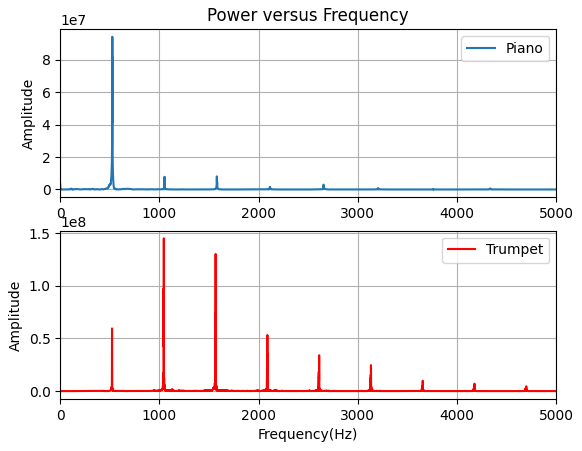 Power versus Frequency
1e7
Piano
8
6
4
2
0
Amplitude
0 1000 2000 3000 4000 5000
1e8
Trumpet
1.5
1.0
0.5
0.0
Amplitude
0 1000 2000 3000 4000 5000
Frequency(Hz)